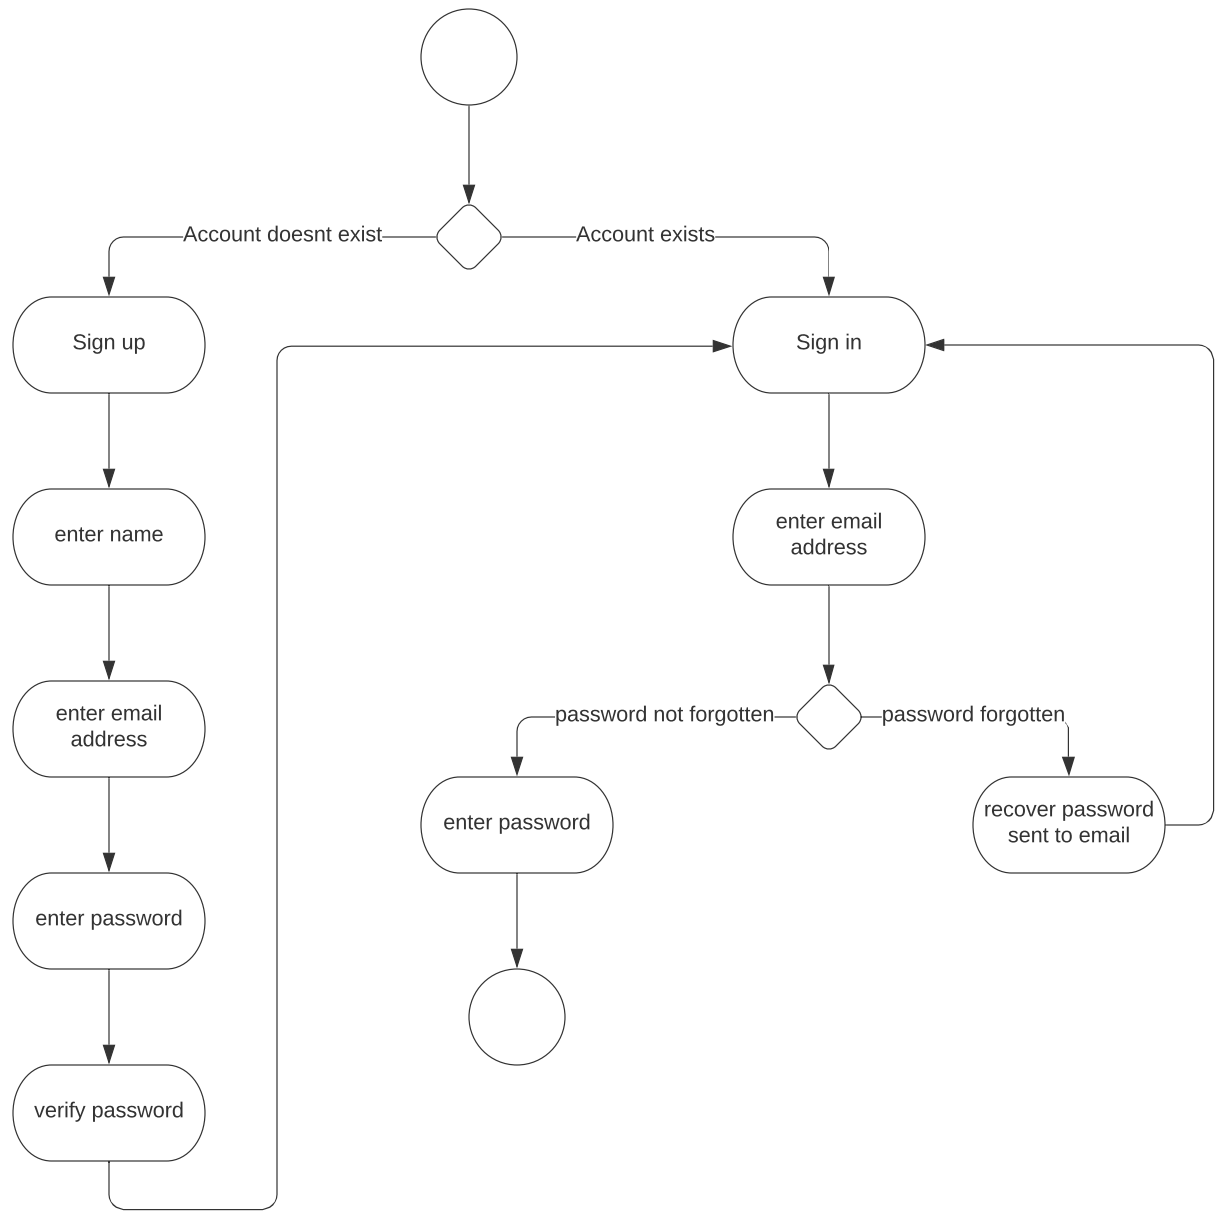 Account doesnt exist
Account exists
Sign up
Sign in
enter name
enter email
address
enter email
address
password not forgotten
password forgotten
enter password
recover password
sent to email
enter password
verify password